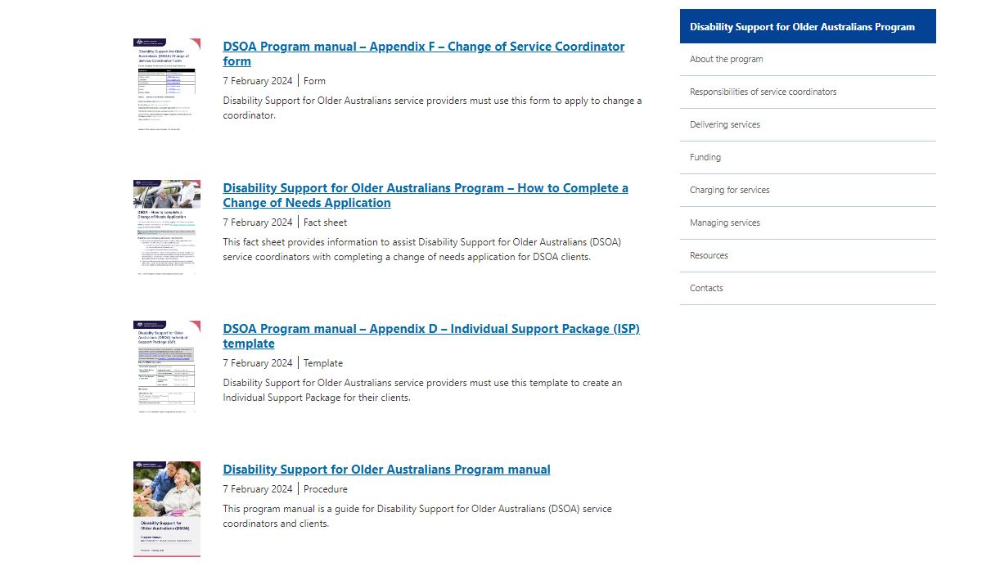 DSOA Program manual – Appendix F – Change of Service Coordinator
form
7 February 2024 | Form
Disability Support for Older Australians service providers must use this form to apply to change a
coordinator.
Disability Support for Older Australians (DSOA) Change of
Service Coordinator Form
Disability Support for Older Australians Program – How to Complete a
Change of Needs Application
7 February 2024 | Fact sheet
This fact sheet provides information to assist Disability Support for Older Australians (DSOA)
service coordinators with completing a change of needs application for DSOA clients.
DSOA – How to complete a
Change of Needs Application
DSOA Program manual – Appendix D – Individual Support Package (ISP)
template
7 February 2024 | Template
Disability Support for Older Australians service providers must use this template to create an
Individual Support Package for their clients.
Disability Support for Older
Australians (DSOA) Individual
Support Package (ISP)
Disability Support for Older Australians Program manual
7 February 2024 | Procedure
This program manual is a guide for Disability Support for Older Australians (DSOA) service
coordinators and clients.
Disability Support for
Older Australians (DSOA)
Program Manual
Disability Support for Older Australians Program
About the program
Responsibilities of service coordinators
Delivering services
Funding
Charging for services
Managing services
Resources
Contacts